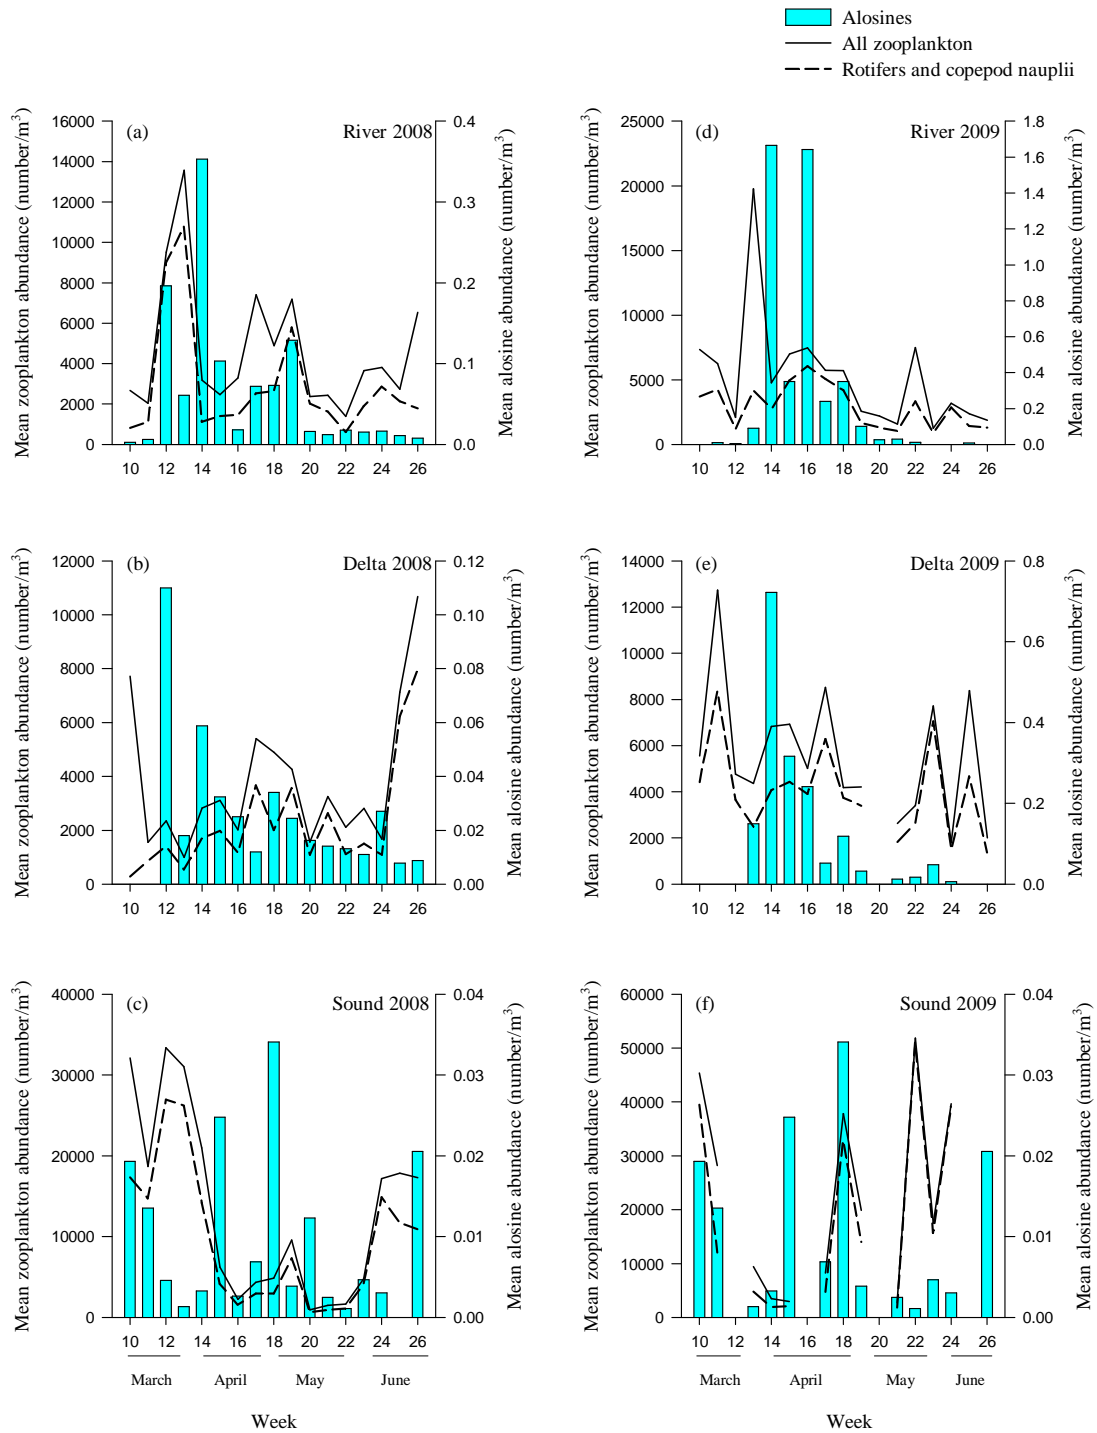 Alosines
All zooplankton
Rotifers and copepod nauplii
(a) River 2008
Mean zooplankton abundance (number/m³)
16000
14000
12000
10000
8000
6000
4000
2000
0
0.4
0.3
0.2
0.1
0.0
Mean alosine abundance (number/m³)
10 12 14 16 18 20 22 24 26
(d) River 2009
Mean zooplankton abundance (number/m³)
25000
20000
15000
10000
5000
0
1.8
1.6
1.4
1.2
1.0
0.8
0.6
0.4
0.2
0.0
Mean alosine abundance (number/m³)
10 12 14 16 18 20 22 24 26
(b) Delta 2008
Mean zooplankton abundance (number/m³)
12000
10000
8000
6000
4000
2000
0
0.12
0.10
0.08
0.06
0.04
0.02
0.00
Mean alosine abundance (number/m³)
10 12 14 16 18 20 22 24 26
(e) Delta 2009
Mean zooplankton abundance (number/m³)
14000
12000
10000
8000
6000
4000
2000
0
0.8
0.6
0.4
0.2
0.0
Mean alosine abundance (number/m³)
10 12 14 16 18 20 22 24 26
(c) Sound 2008
Mean zooplankton abundance (number/m³)
40000
30000
20000
10000
0
0.04
0.03
0.02
0.01
0.00
Mean alosine abundance (number/m³)
10 12 14 16 18 20 22 24 26
March April May June
Week
(f) Sound 2009
Mean zooplankton abundance (number/m³)
60000
50000
40000
30000
20000
10000
0
0.04
0.03
0.02
0.01
0.00
Mean alosine abundance (number/m³)
10 12 14 16 18 20 22 24 26
March April May June
Week